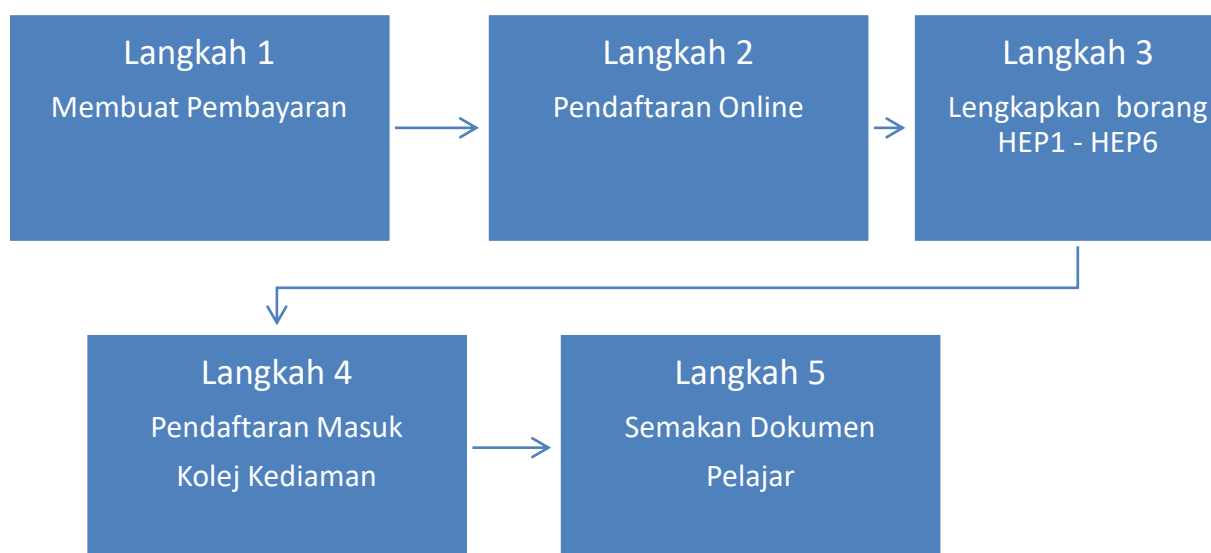 Langkah 1
Membuat Pembayaran
Langkah 2
Pendaftaran Online
Langkah 3
Lengkapkan borang
HEP1 - HEP6
Langkah 4
Pendaftaran Masuk
Kolej Kediaman
Langkah 5
Semakan Dokumen
Pelajar